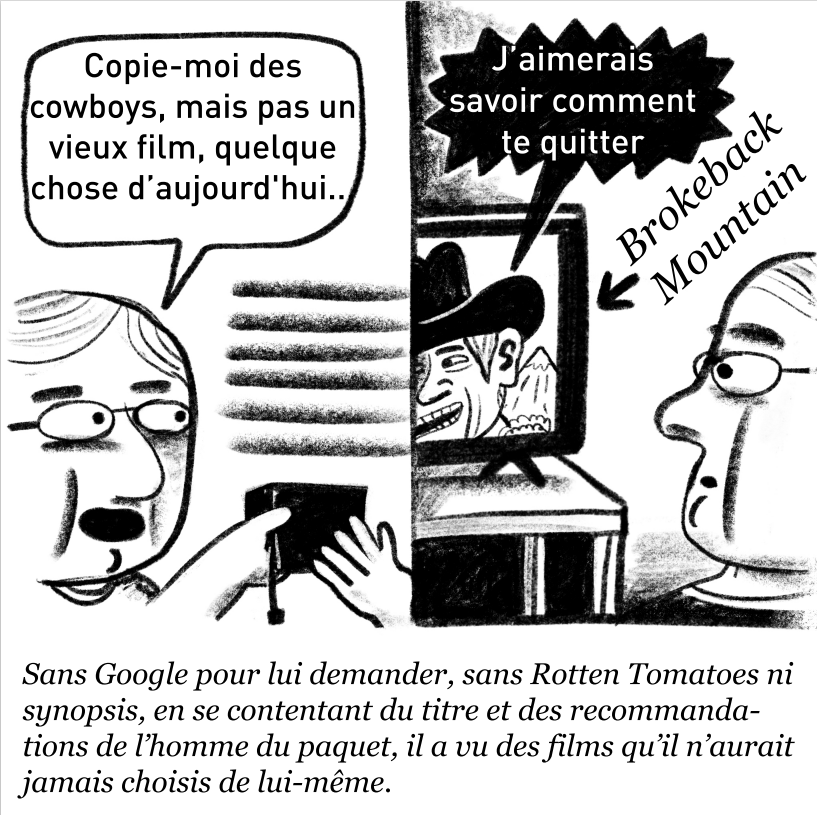 Copie-moi des
cowboys, mais pas un
vieux film, quelque
chose d’aujourd'hui..
J’aimerais
savoir comment
te quitter
Brokeback
Mountain
Sans Google pour lui demander, sans Rotten Tomatoes ni
synopsis, en se contentant du titre et des recommanda-
tions de l’homme du paquet, il a vu des films qu’il n’aurait
jamais choisis de lui-même.